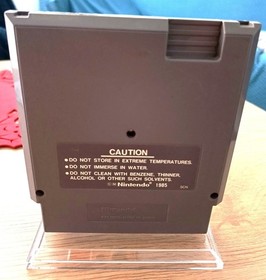 CAUTION
• DO NOT STORE IN EXTREME TEMPERATURES.
• DO NOT IMMERSE IN WATER.
• DO NOT CLEAN WITH BENZENE, THINNER,
ALCOHOL OR OTHER SUCH SOLVENTS.
Nintendo® 1985